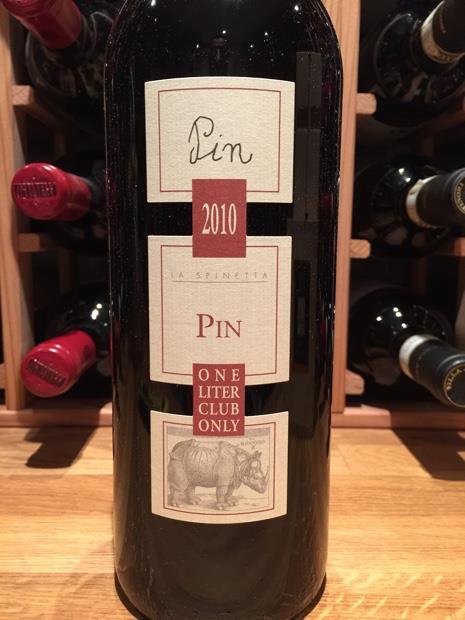 Pin
2010
LA SPINETTA
PIN
ONE
LITER
CLUB
ONLY